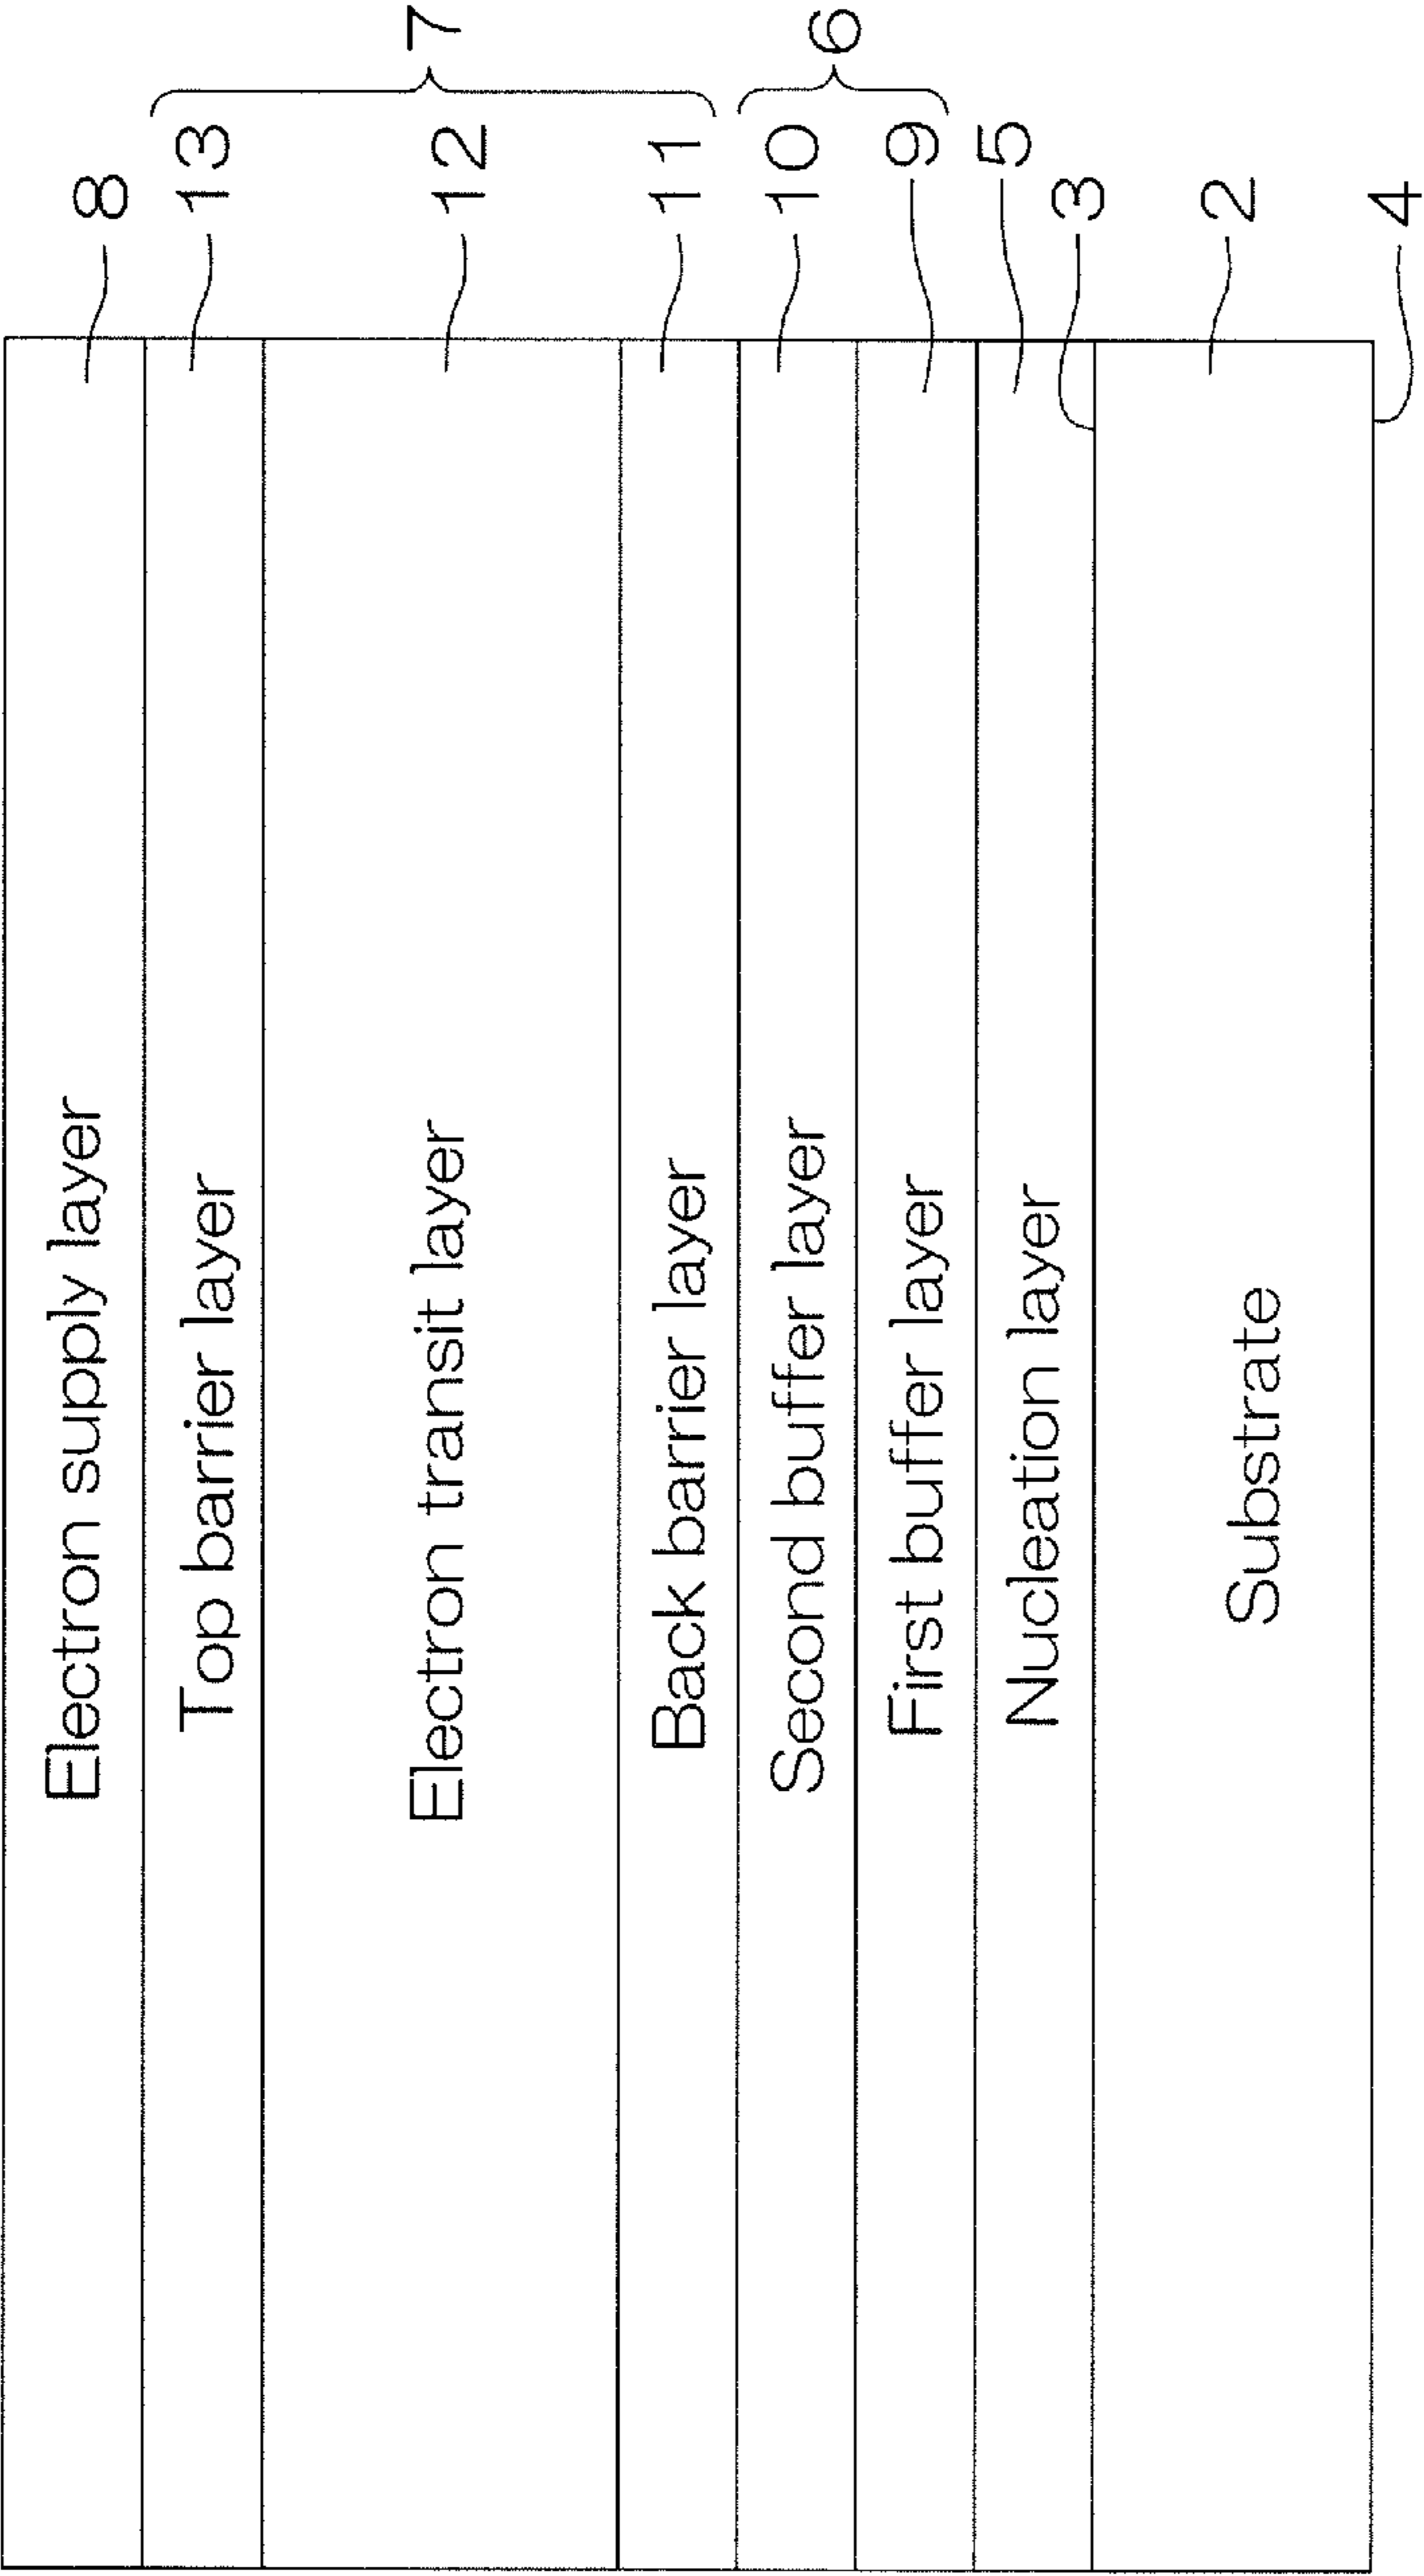 Electron supply layer 8
Top barrier layer 13
Electron transit layer 12
7
Back barrier layer 11
Second buffer layer 10
6
First buffer layer 9
Nucleation layer 5
3
Substrate 2
4